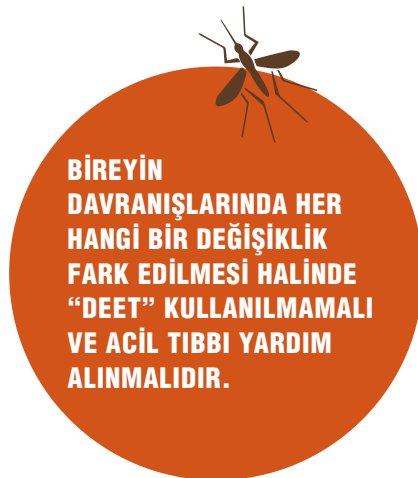 BİREYİN
DAVRANIŞLARINDA HER
HANGİ BİR DEĞİŞİKLİK
FARK EDİLMESİ HALİNDE
“DEET” KULLANILMAMALI
VE ACİL TIBBI YARDIM
ALINMALIDIR.